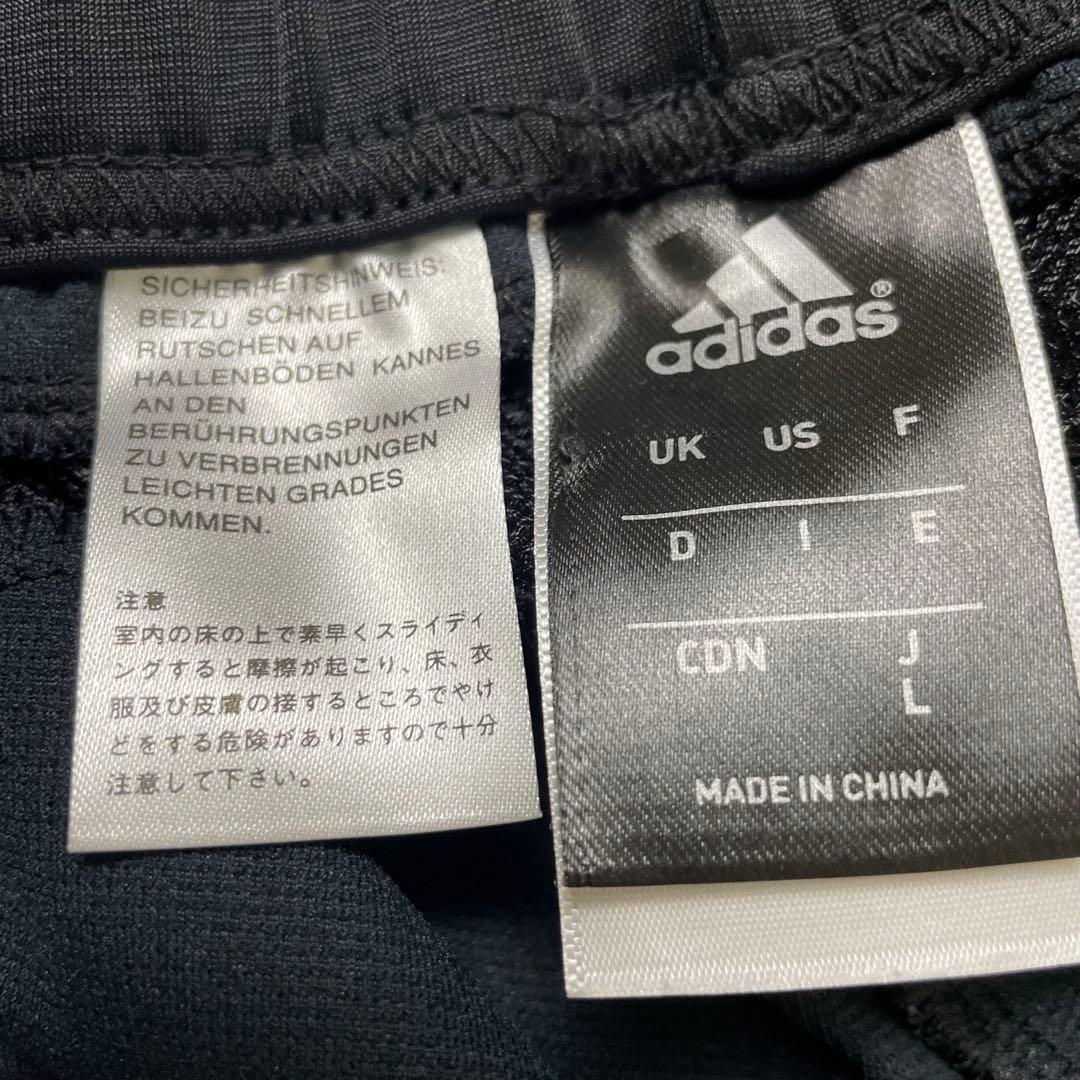 SICHERHEITSHINWEIS:
BEIZU SCHNELLEM
RUTSCHEN AUF
HALLENBÖDEN KANNES
AN DEN
BERÜHRUNGSPUNKTEN
ZU VERBRENNUNGEN
LEICHTEN GRADES
KOMMEN.
注意
室内の床の上で素早くスライディ
ングすると摩擦が起こり、床、衣
服及び皮膚の接するところでやけ
どをする危険がありますので十分
注意して下さい。
adidas®
UK US F
D I E
CDN J
L
MADE IN CHINA